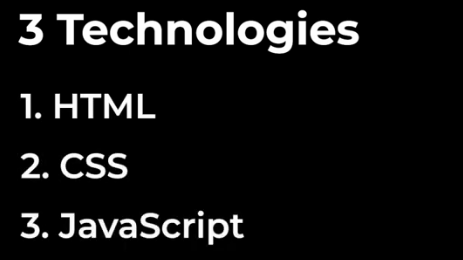 3 Technologies
1. HTML
2. CSS
3. JavaScript